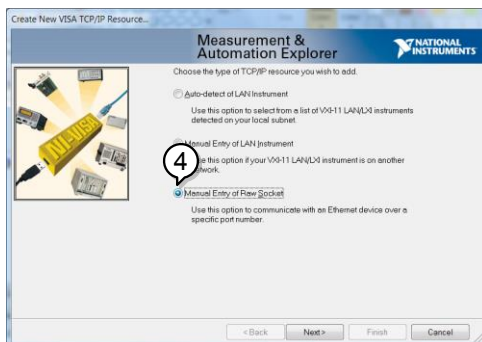 Create New VISA TCP/IP Resource...
Measurement &
Automation Explorer
NATIONAL
INSTRUMENTS
Choose the type of TCP/IP resource you wish to add.
Auto-detect of LAN Instrument
Use this option to select from a list of VXI-11 LAN/LXI instruments
detected on your local subnet.
Manual Entry of LAN Instrument
this option if your VXI-11 LAN/LXI instrument is on another
network.
4
Manual Entry of Raw Socket
Use this option to communicate with an Ethernet device over a
specific port number.
NI-VISA
< Back
Next >
Finish
Cancel